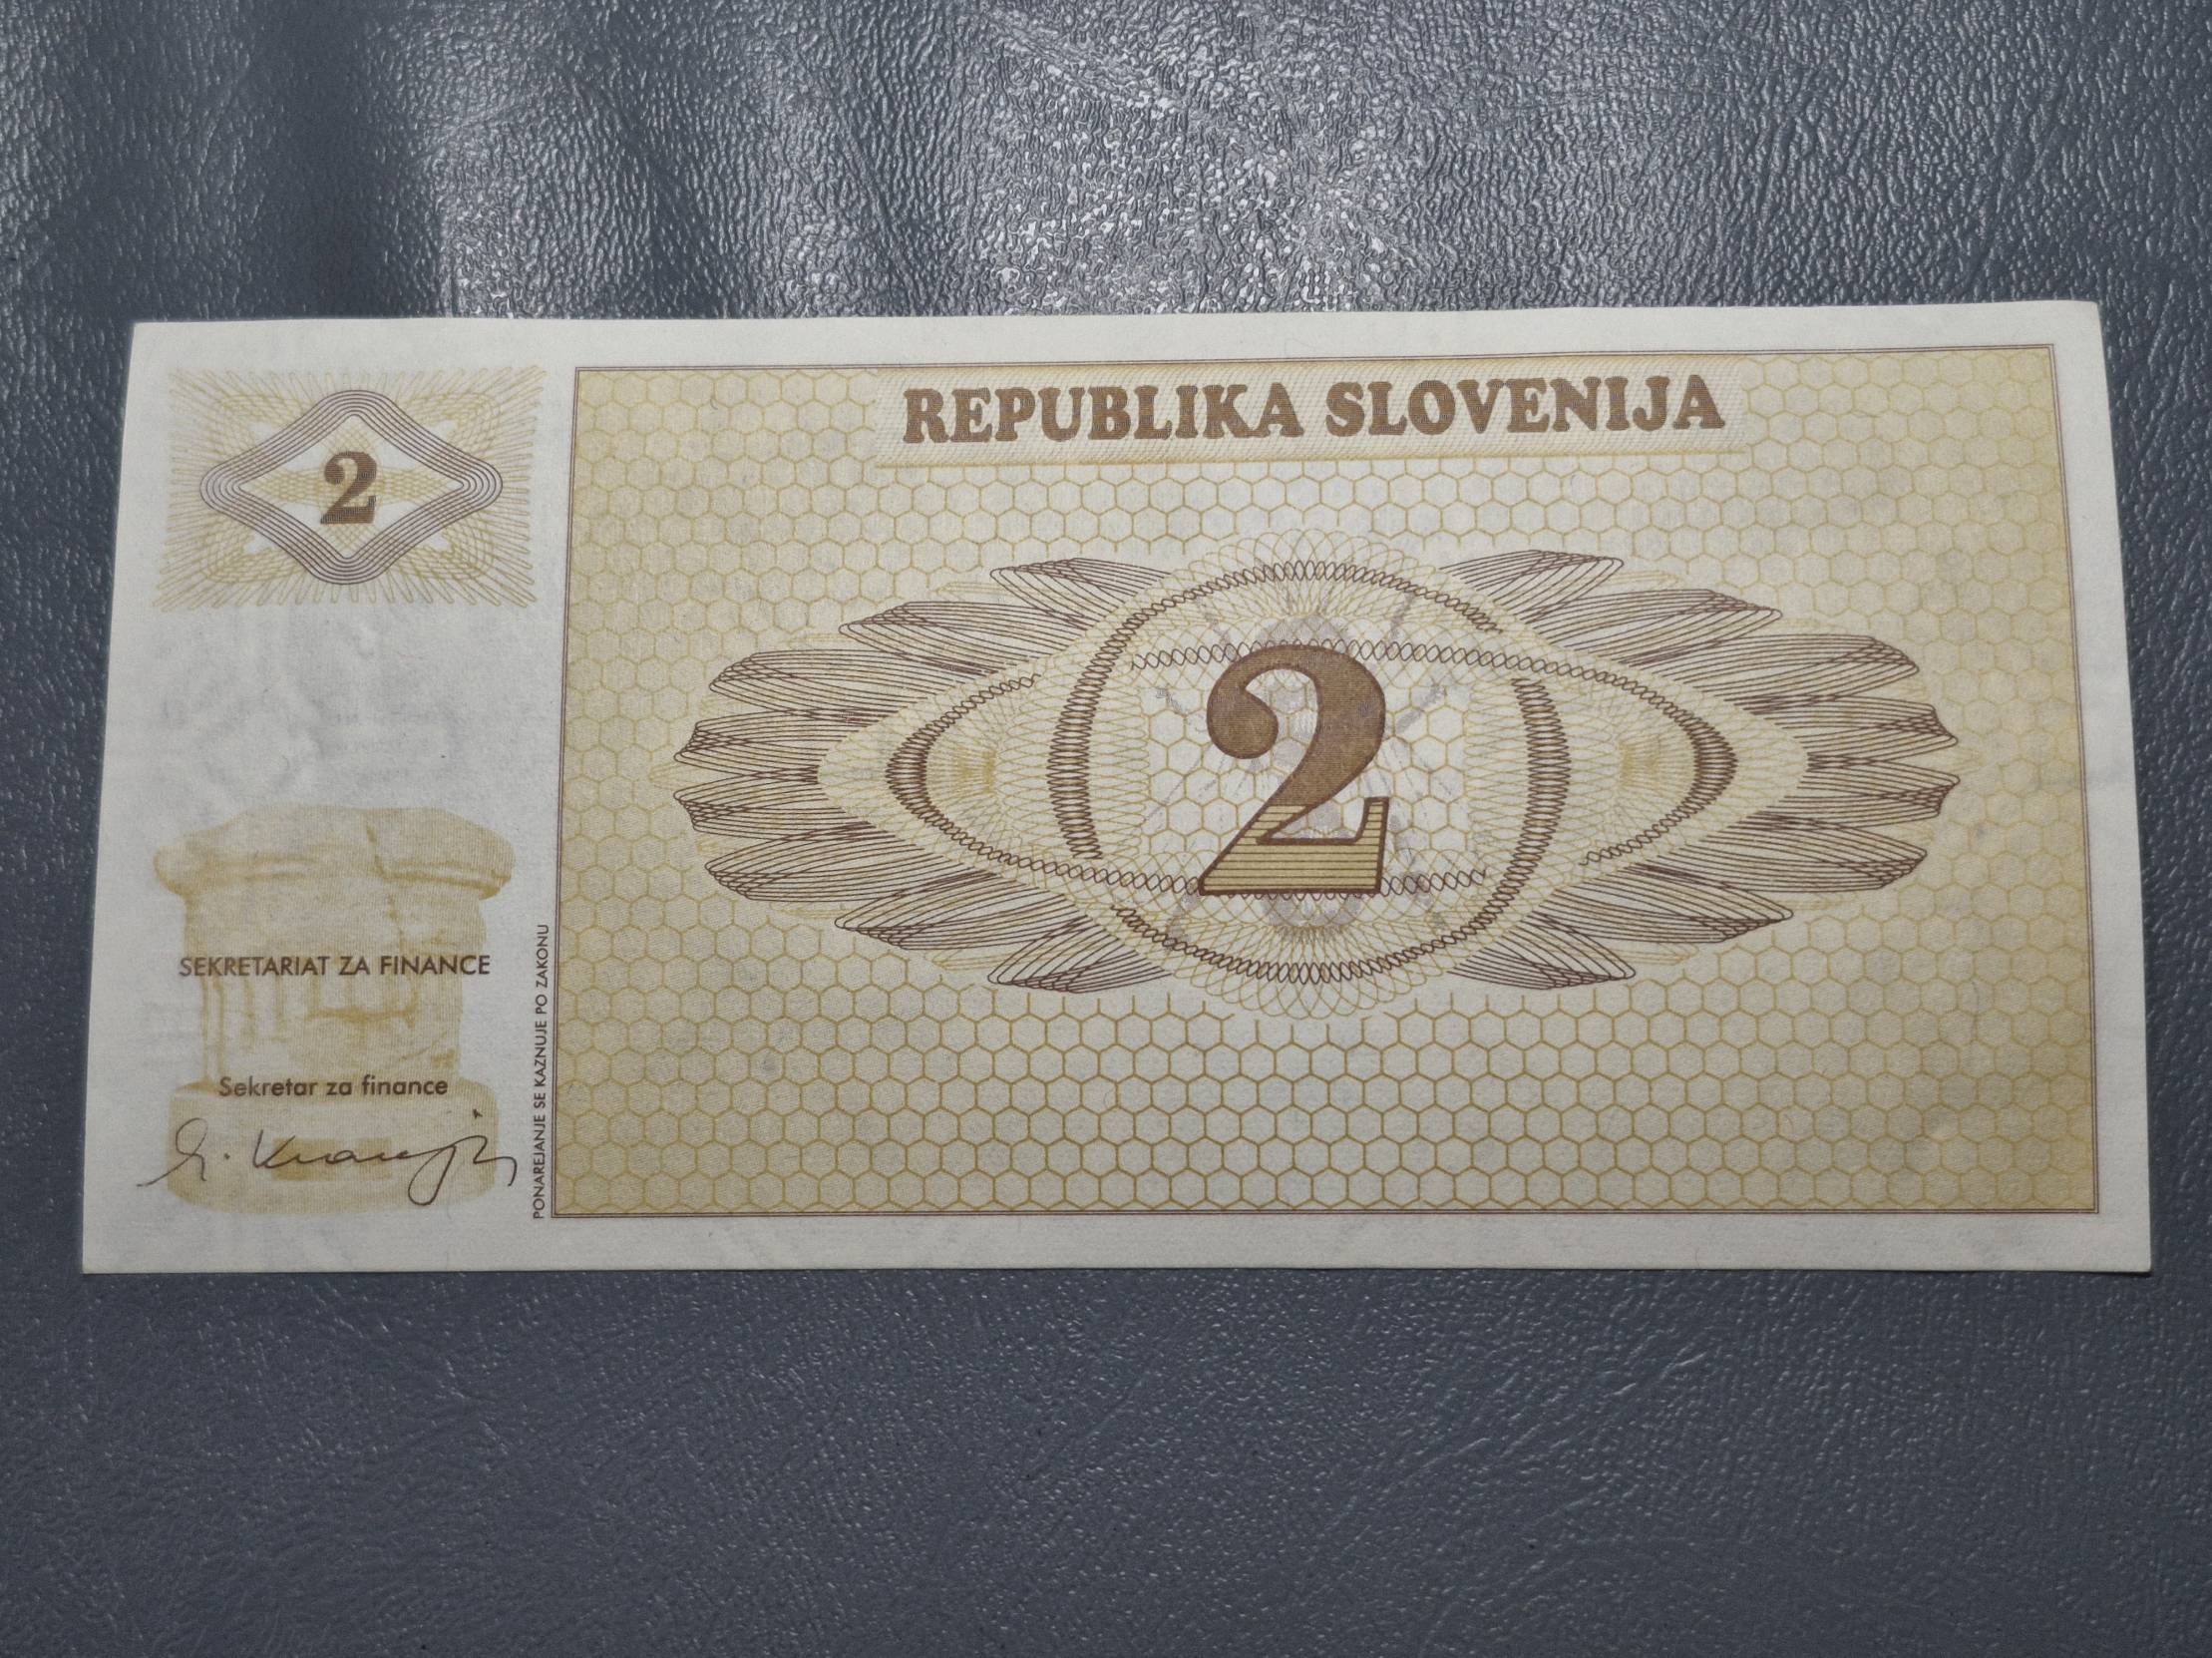 REPUBLIKA SLOVENIJA
2
2
SEKRETARIAT ZA FINANCE
Sekretar za finance
PONAREJANJE SE KAZNUJE PO ZAKONU